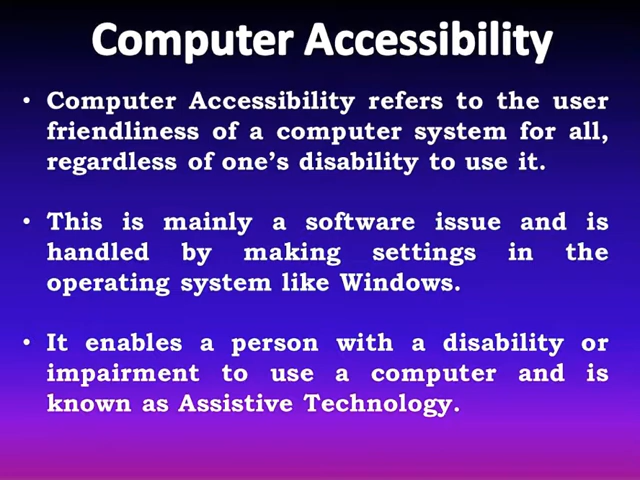 Computer Accessibility
• Computer Accessibility refers to the user
friendliness of a computer system for all,
regardless of one's disability to use it.
• This is mainly a software issue and is
handled by making settings in the
operating system like Windows.
• It enables a person with a disability or
impairment to use a computer and is
known as Assistive Technology.